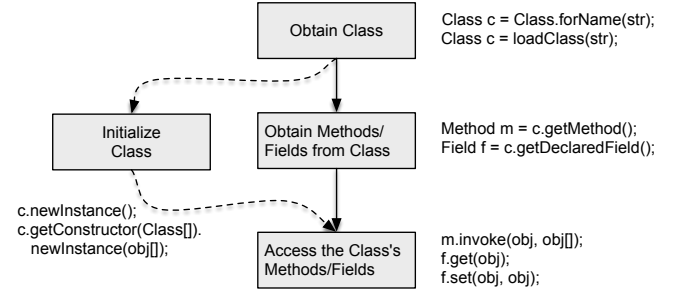 Obtain Class
Class c = Class.forName(str);
Class c = loadClass(str);
Initialize
Class
Obtain Methods/
Fields from Class
Method m = c.getMethod();
Field f = c.getDeclaredField();
c.newInstance();
c.getConstructor(Class[]).
newInstance(obj[]);
Access the Class's
Methods/Fields
m.invoke(obj, obj[]);
f.get(obj);
f.set(obj, obj);